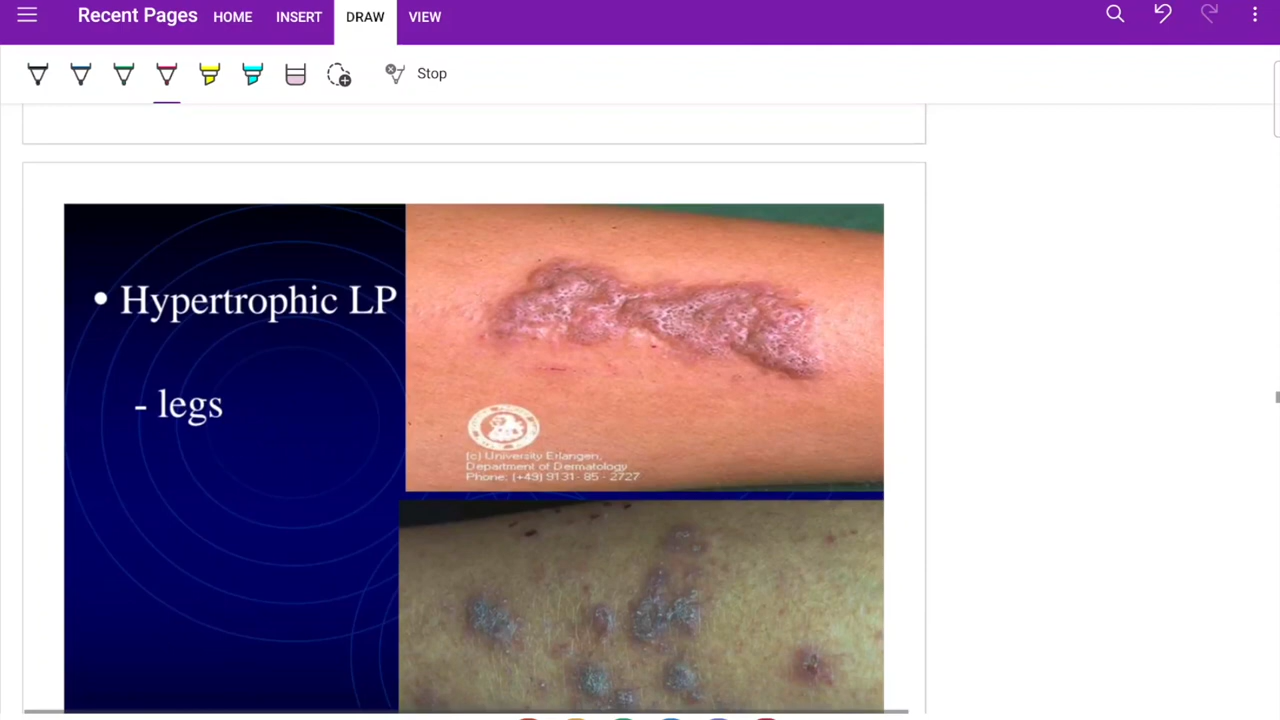 Recent Pages HOME INSERT DRAW VIEW
Stop
• Hypertrophic LP
- legs
(c) University Erlangen,
Department of Dermatology
Phone: (+49) 9131- 85 - 2727